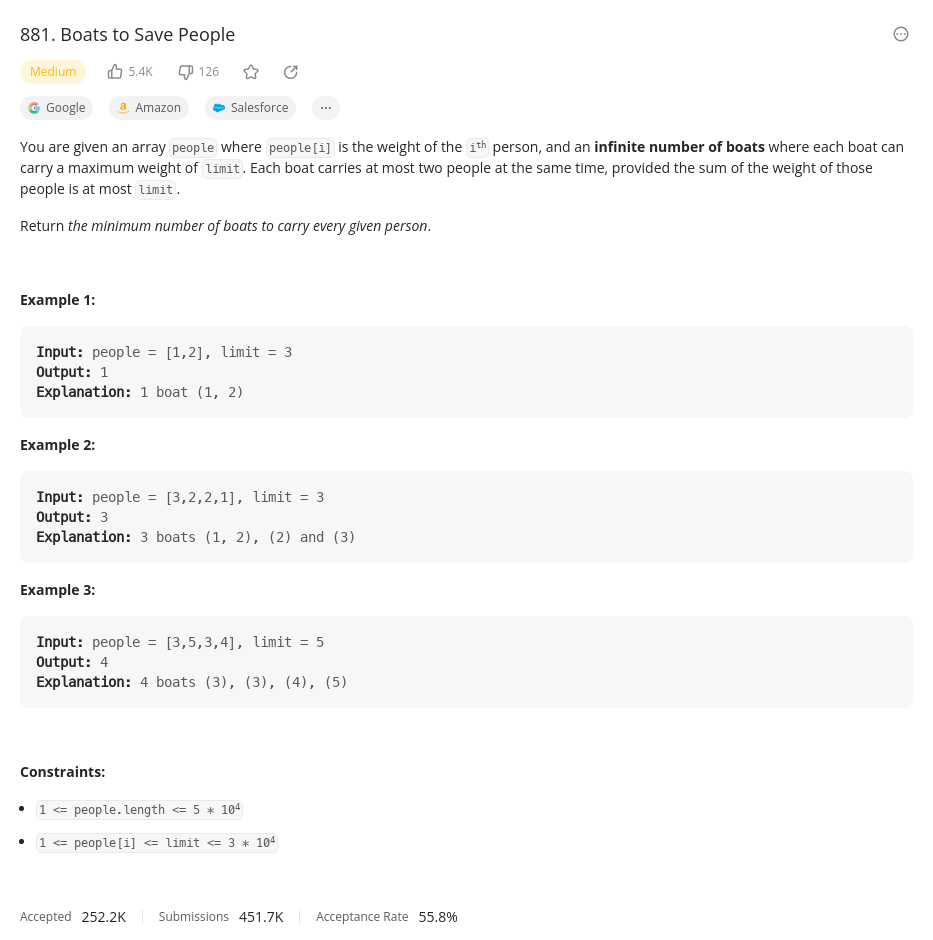 881. Boats to Save People
Medium 5.4K 126
Google Amazon Salesforce ...
You are given an array people where people[i] is the weight of the ith person, and an infinite number of boats where each boat can
carry a maximum weight of limit. Each boat carries at most two people at the same time, provided the sum of the weight of those
people is at most limit.
Return the minimum number of boats to carry every given person.
Example 1:
Input: people = [1,2], limit = 3
Output: 1
Explanation: 1 boat (1, 2)
Example 2:
Input: people = [3,2,2,1], limit = 3
Output: 3
Explanation: 3 boats (1, 2), (2) and (3)
Example 3:
Input: people = [3,5,3,4], limit = 5
Output: 4
Explanation: 4 boats (3), (3), (4), (5)
Constraints:
• 1 <= people.length <= 5 * 10⁴
• 1 <= people[i] <= limit <= 3 * 10⁴
Accepted 252.2K Submissions 451.7K Acceptance Rate 55.8%